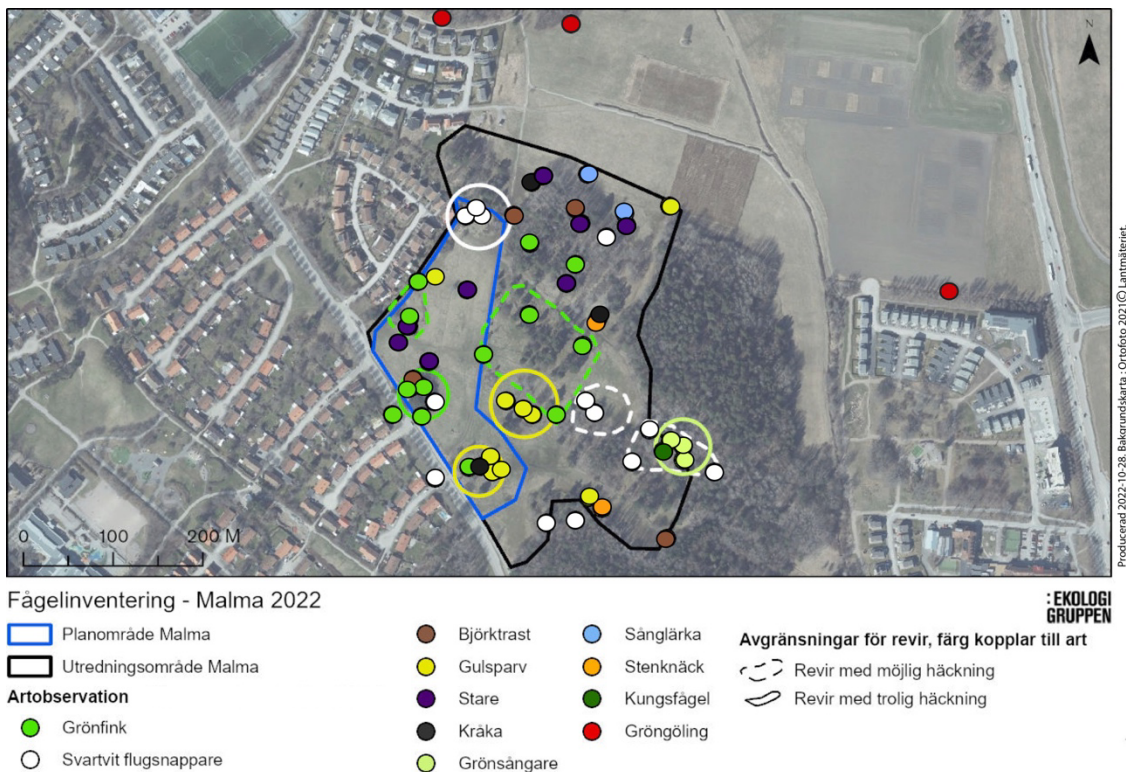 N
0 100 200 M
Producerad 2022-10-28. Bakgrundskarta : Ortofoto 2021© Lantmäteriet.
Fågelinventering - Malma 2022
:EKOLOGI
GRUPPEN
Planområde Malma
Utredningsområde Malma
Artobservation
Grönfink
Svartvit flugsnappare
Björktrast
Gulsparv
Stare
Kråka
Grönsångare
Sånglärka
Stenknäck
Kungsfågel
Gröngöling
Avgränsningar för revir, färg kopplar till art
Revir med möjlig häckning
Revir med trolig häckning